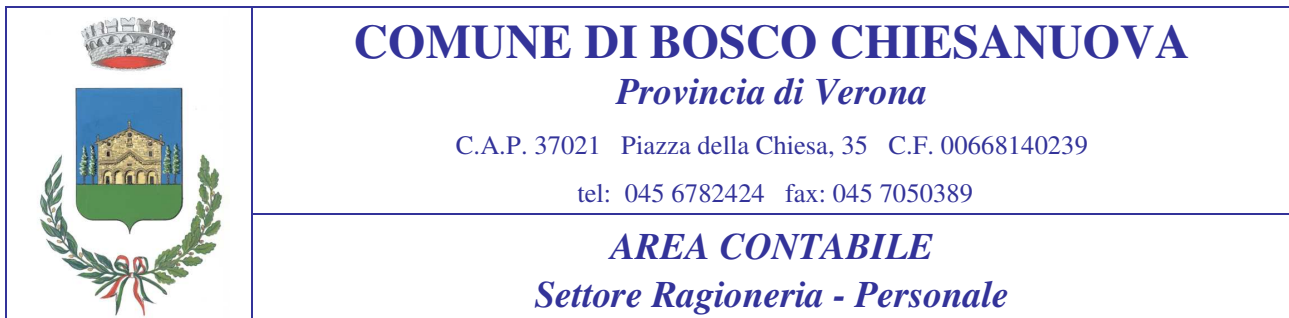 COMUNE DI BOSCO CHIESANUOVA
Provincia di Verona
C.A.P. 37021 Piazza della Chiesa, 35 C.F. 00668140239
tel: 045 6782424 fax: 045 7050389
AREA CONTABILE
Settore Ragioneria - Personale